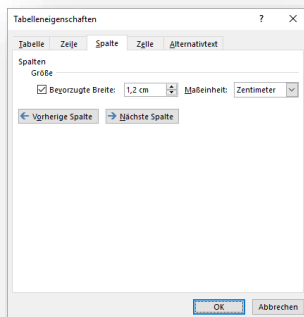 Tabelleneigenschaften ? ×
Tabelle Zeile Spalte Zelle Alternativtext
Spalten
Größe
Bevorzugte Breite: 1,2 cm Maßeinheit: Zentimeter
Vorherige Spalte Nächste Spalte
OK Abbrechen